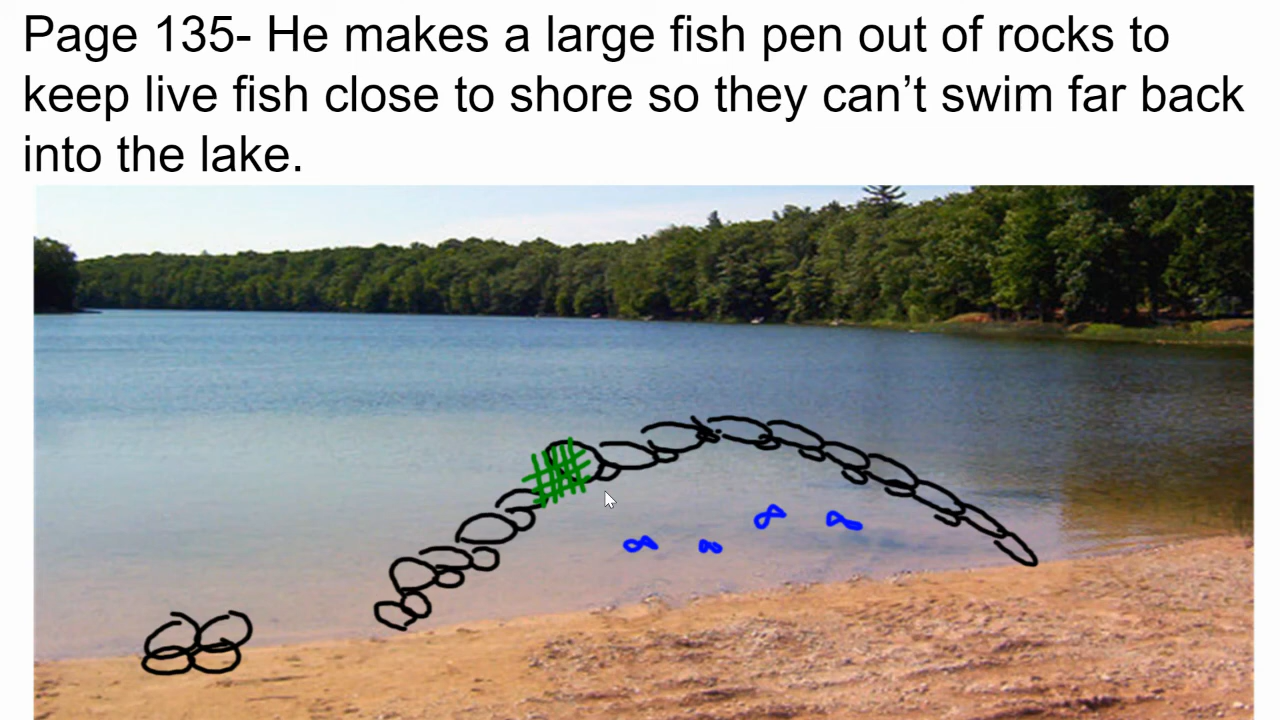 Page 135- He makes a large fish pen out of rocks to
keep live fish close to shore so they can’t swim far back
into the lake.